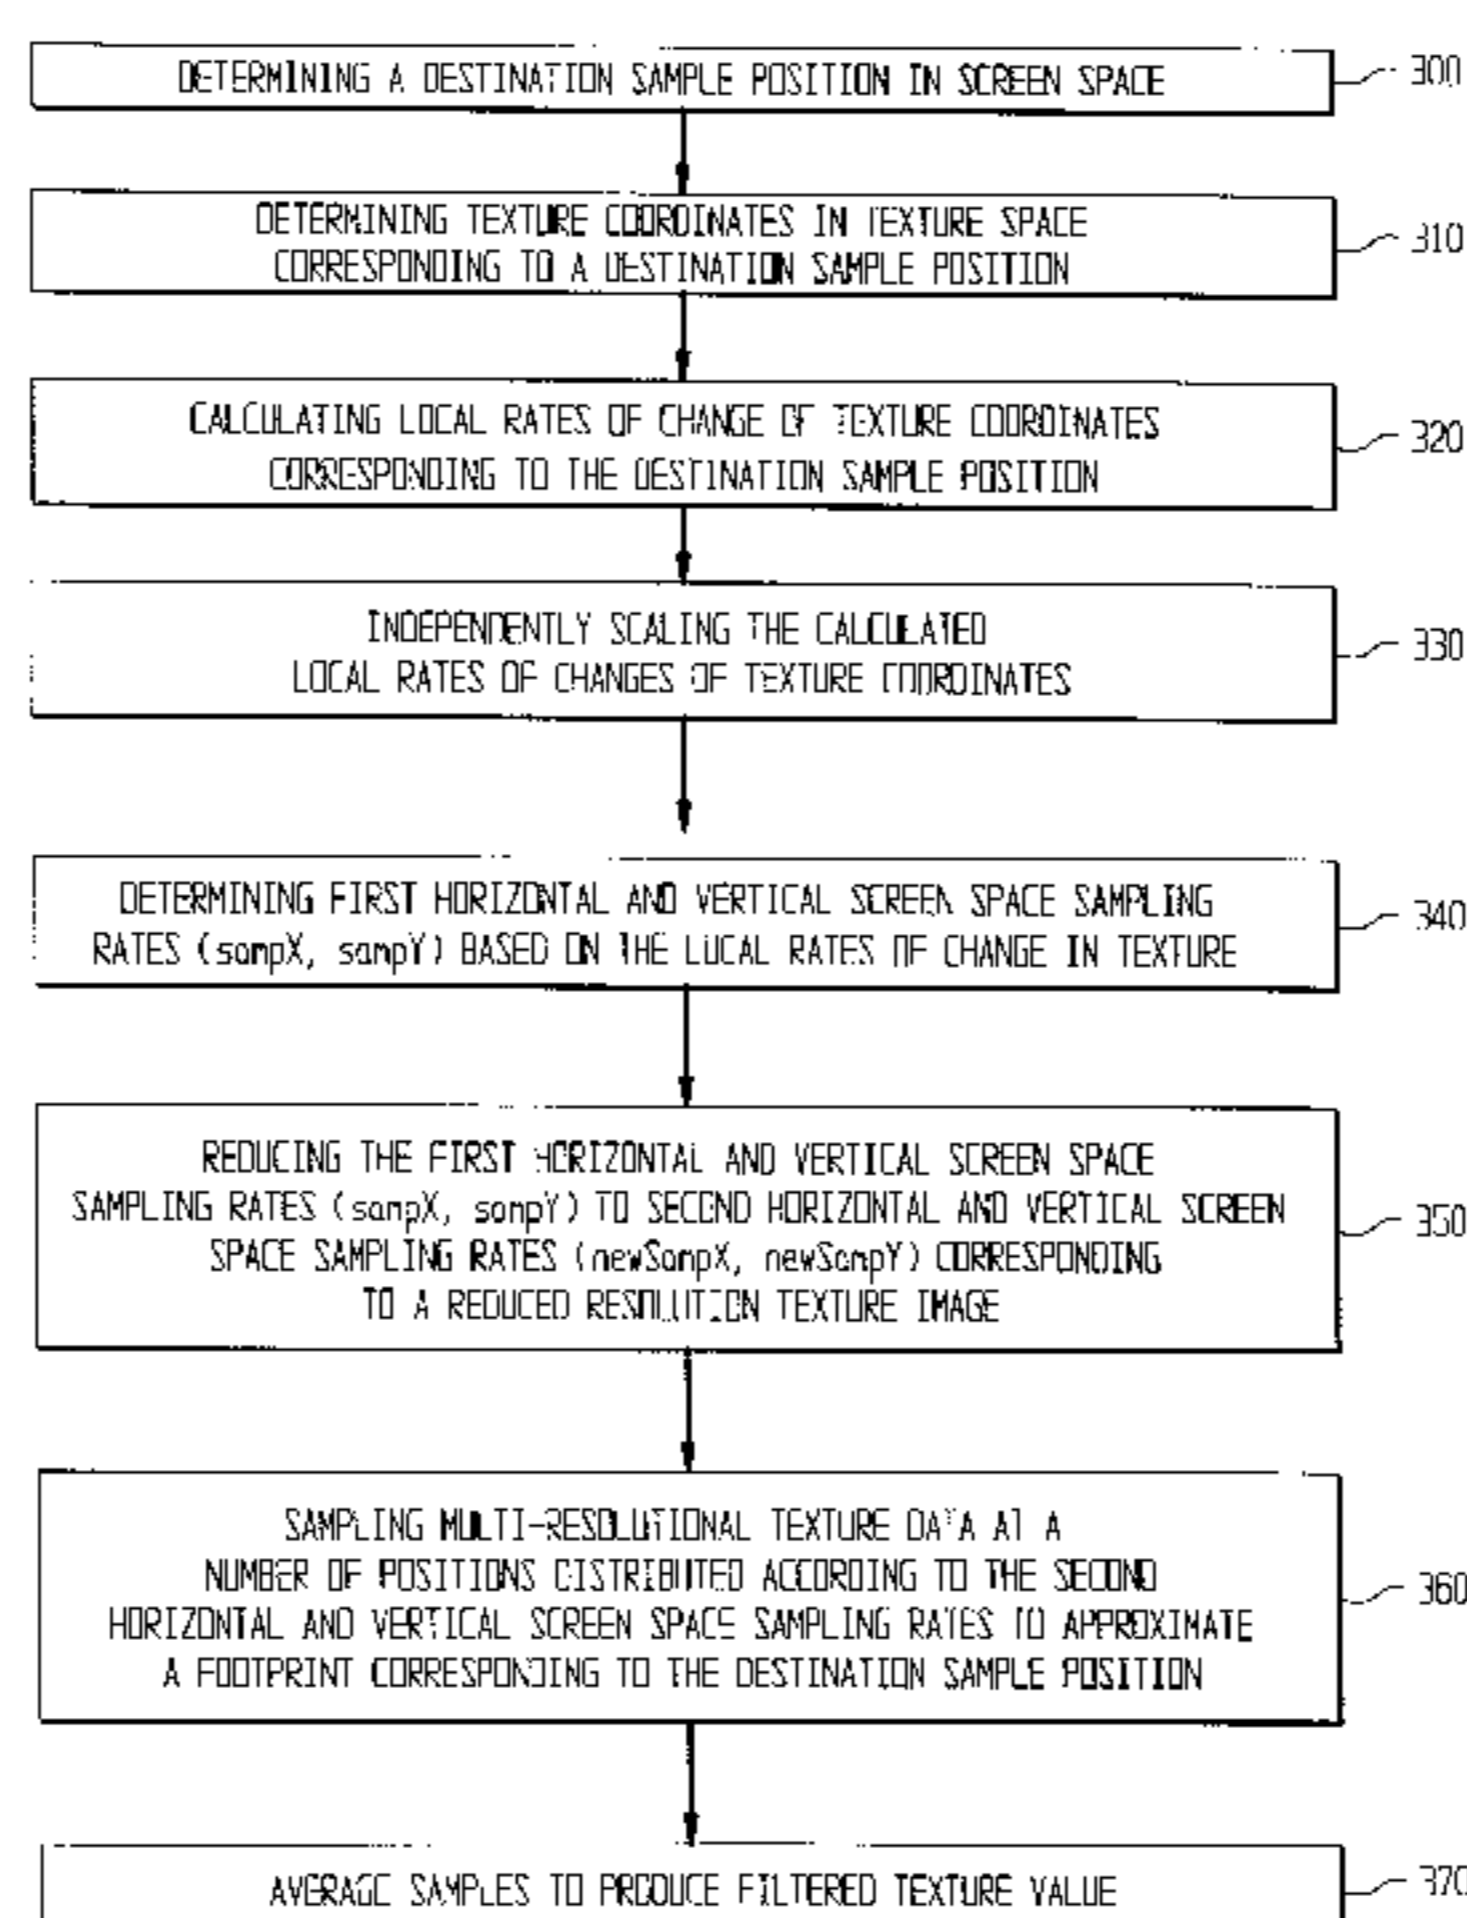 DETERMINING A DESTINATION SAMPLE POSITION IN SCREEN SPACE
300
DETERMINING TEXTURE COORDINATES IN TEXTURE SPACE
CORRESPONDING TO A DESTINATION SAMPLE POSITION
310
CALCULATING LOCAL RATES OF CHANGE OF TEXTURE COORDINATES
CORRESPONDING TO THE DESTINATION SAMPLE POSITION
320
INDEPENDENTLY SCALING THE CALCULATED
LOCAL RATES OF CHANGES OF TEXTURE COORDINATES
330
DETERMINING FIRST HORIZONTAL AND VERTICAL SCREEN SPACE SAMPLING
RATES (sampX, sampY) BASED ON THE LOCAL RATES OF CHANGE IN TEXTURE
340
REDUCING THE FIRST HORIZONTAL AND VERTICAL SCREEN SPACE
SAMPLING RATES (sampX, sampY) TO SECOND HORIZONTAL AND VERTICAL SCREEN
SPACE SAMPLING RATES (newSampX, newSampY) CORRESPONDING
TO A REDUCED RESOLUTION TEXTURE IMAGE
350
SAMPLING MULTI-RESOLUTIONAL TEXTURE DATA AT A
NUMBER OF POSITIONS DISTRIBUTED ACCORDING TO THE SECOND
HORIZONTAL AND VERTICAL SCREEN SPACE SAMPLING RATES TO APPROXIMATE
A FOOTPRINT CORRESPONDING TO THE DESTINATION SAMPLE POSITION
360
AVERAGE SAMPLES TO PRODUCE FILTERED TEXTURE VALUE
370